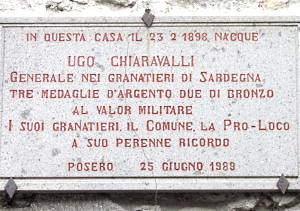 IN QUESTA CASA IL 23 2 1898 NACQUE
UGO CHIARAVALLI
GENERALE NEI GRANATIERI DI SARDEGNA
TRE MEDAGLIE D'ARGENTO DUE DI BRONZO
AL VALOR MILITARE
I SUOI GRANATIERI, IL COMUNE, LA PRO-LOCO
A SUO PERENNE RICORDO
POSERO 25 GIUGNO 1989